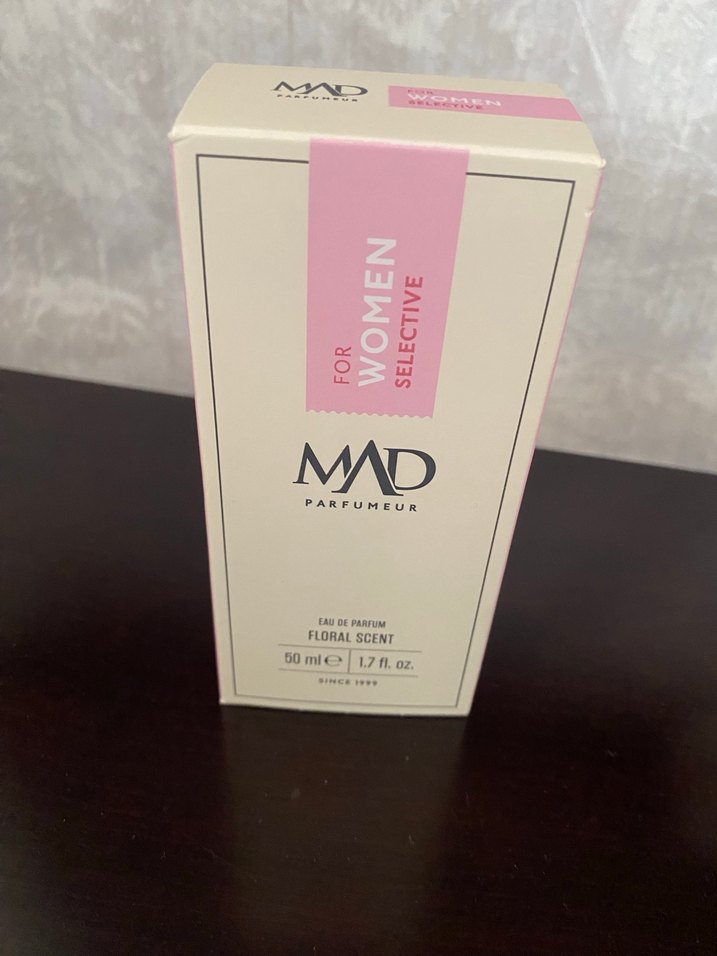 MAD
PARFUMEUR
FOR
WOMEN
SELECTIVE
FOR
WOMEN
SELECTIVE
MAD
PARFUMEUR
EAU DE PARFUM
FLORAL SCENT
50 ml ℮ 1.7 fl. oz.
SINCE 1999